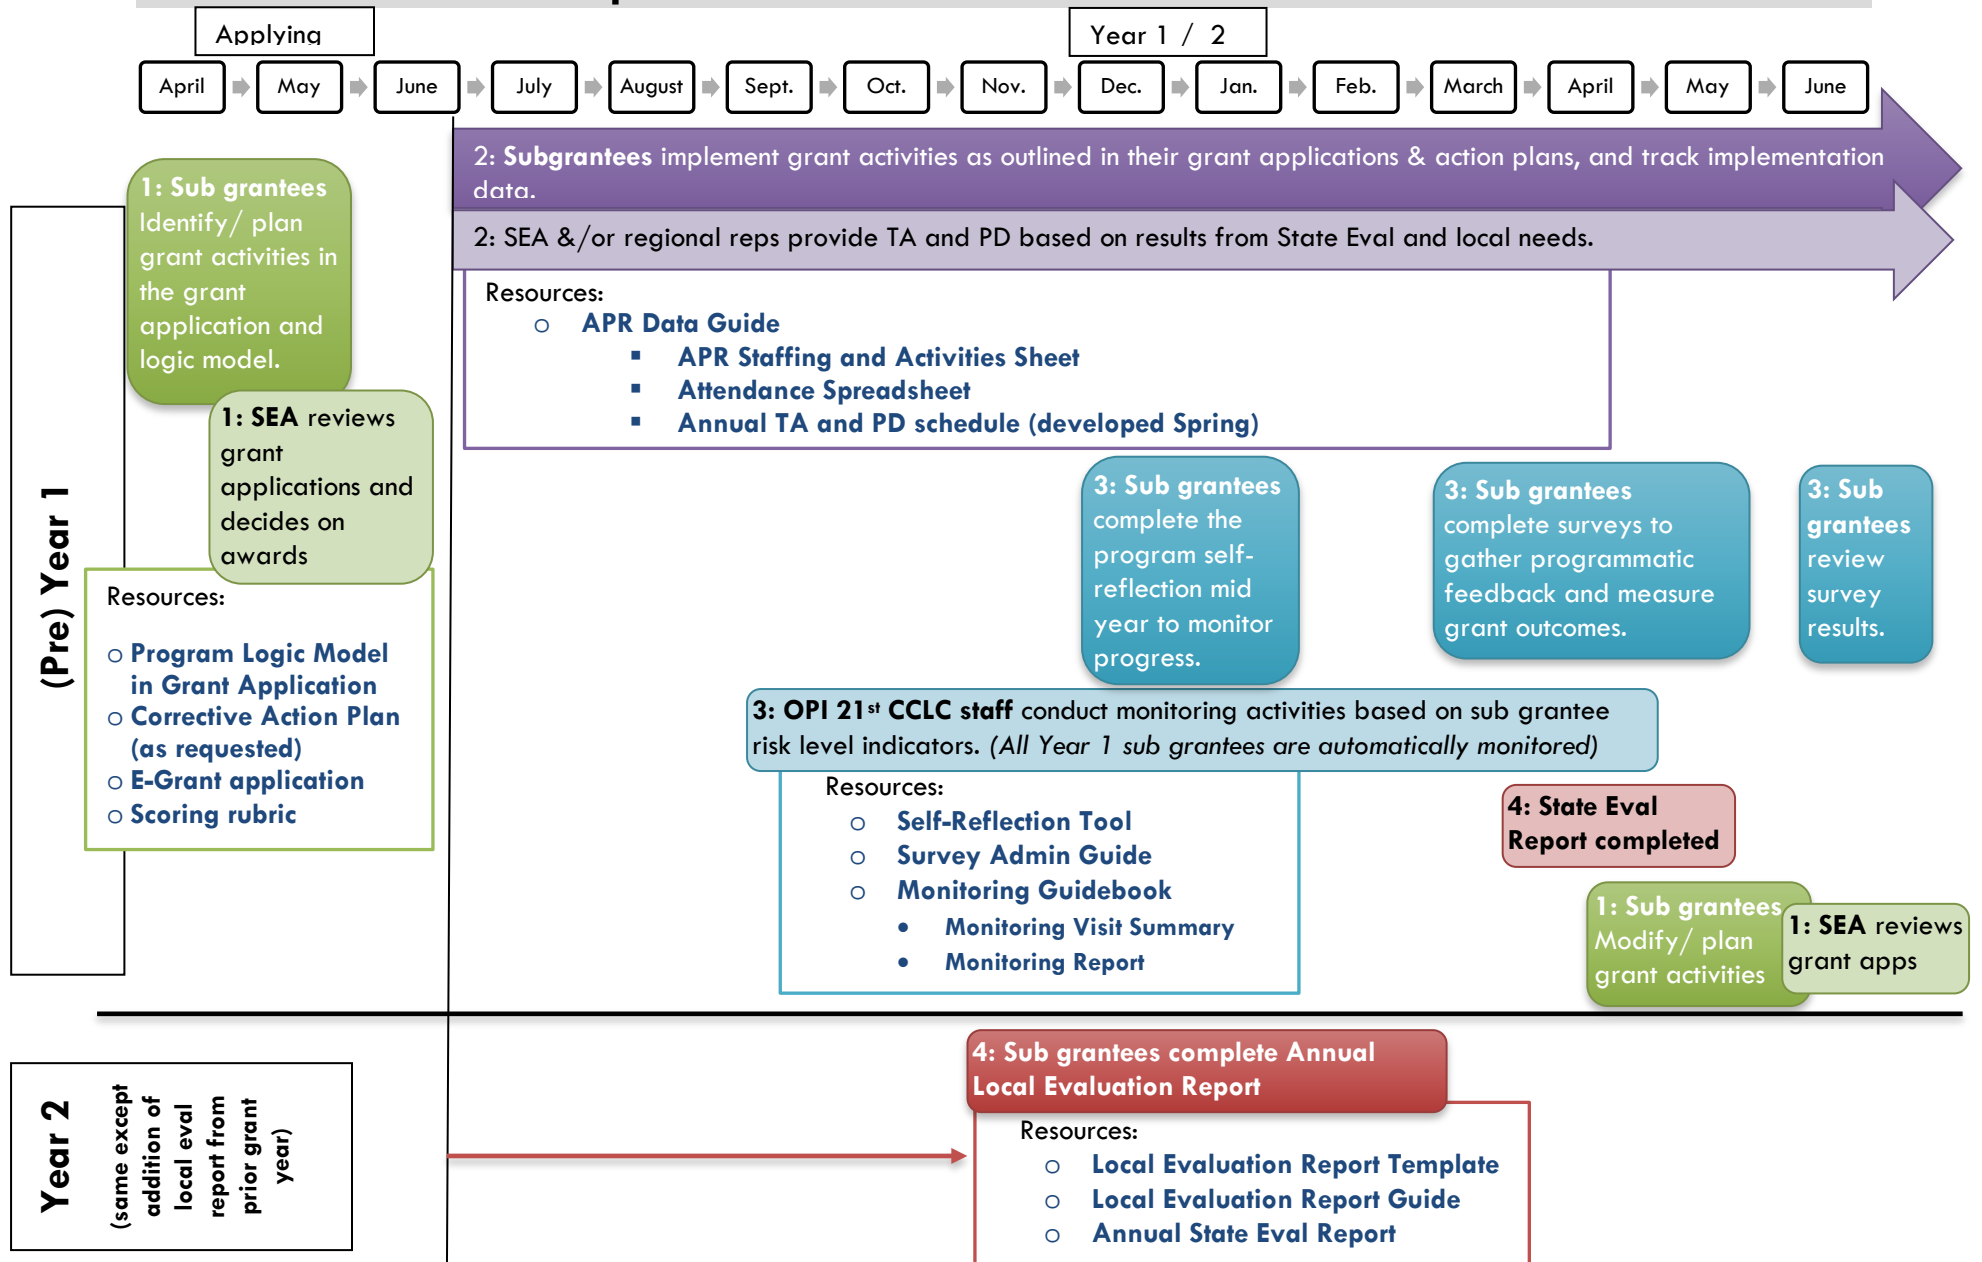 Applying
Year 1 / 2
April
May
June
July
August
Sept.
Oct.
Nov.
Dec.
Jan.
Feb.
March
April
May
June
2: Subgrantees implement grant activities as outlined in their grant applications & action plans, and track implementation
data.
2: SEA &/or regional reps provide TA and PD based on results from State Eval and local needs.
Resources:
o APR Data Guide
▪ APR Staffing and Activities Sheet
▪ Attendance Spreadsheet
▪ Annual TA and PD schedule (developed Spring)
(Pre) Year 1
1: Sub grantees
Identify/ plan
grant activities in
the grant
application and
logic model.
1: SEA reviews
grant
applications and
decides on
awards
Resources:
o Program Logic Model
in Grant Application
o Corrective Action Plan
(as requested)
o E-Grant application
o Scoring rubric
3: Sub grantees
complete the
program self-
reflection mid
year to monitor
progress.
3: Sub grantees
complete surveys to
gather programmatic
feedback and measure
grant outcomes.
3: Sub
grantees
review
survey
results.
3: OPI 21st CCLC staff conduct monitoring activities based on sub grantee
risk level indicators. (All Year 1 sub grantees are automatically monitored)
Resources:
o Self-Reflection Tool
o Survey Admin Guide
o Monitoring Guidebook
• Monitoring Visit Summary
• Monitoring Report
4: State Eval
Report completed
1: Sub grantees
Modify/ plan
grant activities
1: SEA reviews
grant apps
Year 2
(same except
addition of
local eval
report from
prior grant
year)
4: Sub grantees complete Annual
Local Evaluation Report
Resources:
o Local Evaluation Report Template
o Local Evaluation Report Guide
o Annual State Eval Report